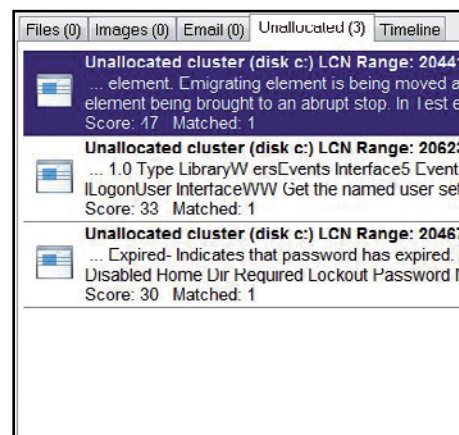 Files (0) Images (0) Email (0) Unallocated (3) Timeline
Unallocated cluster (disk c:) LCN Range: 2044
... element. Emigrating element is being moved a
element being brought to an abrupt stop. In Test e
Score: 47 Matched: 1
Unallocated cluster (disk c:) LCN Range: 20623
... 1.0 Type LibraryW ersEvents Interface5 Event
ILogonUser InterfaceWW Get the named user set
Score: 33 Matched: 1
Unallocated cluster (disk c:) LCN Range: 20467
... Expired- Indicates that password has expired.
Disabled Home Dir Required Lockout Password
Score: 30 Matched: 1